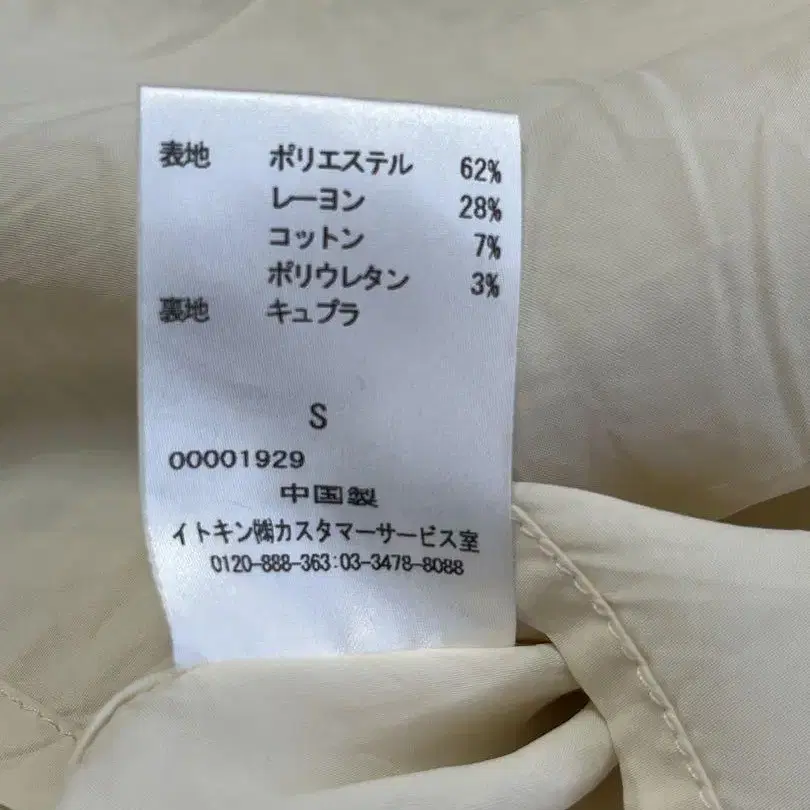 表地 ポリエステル 62%
レーヨン 28%
コットン 7%
ポリウレタン 3%
裏地 キュプラ
S
00001929
中国製
イトキン㈱カスタマーサービス室
0120-888-363:03-3478-8088